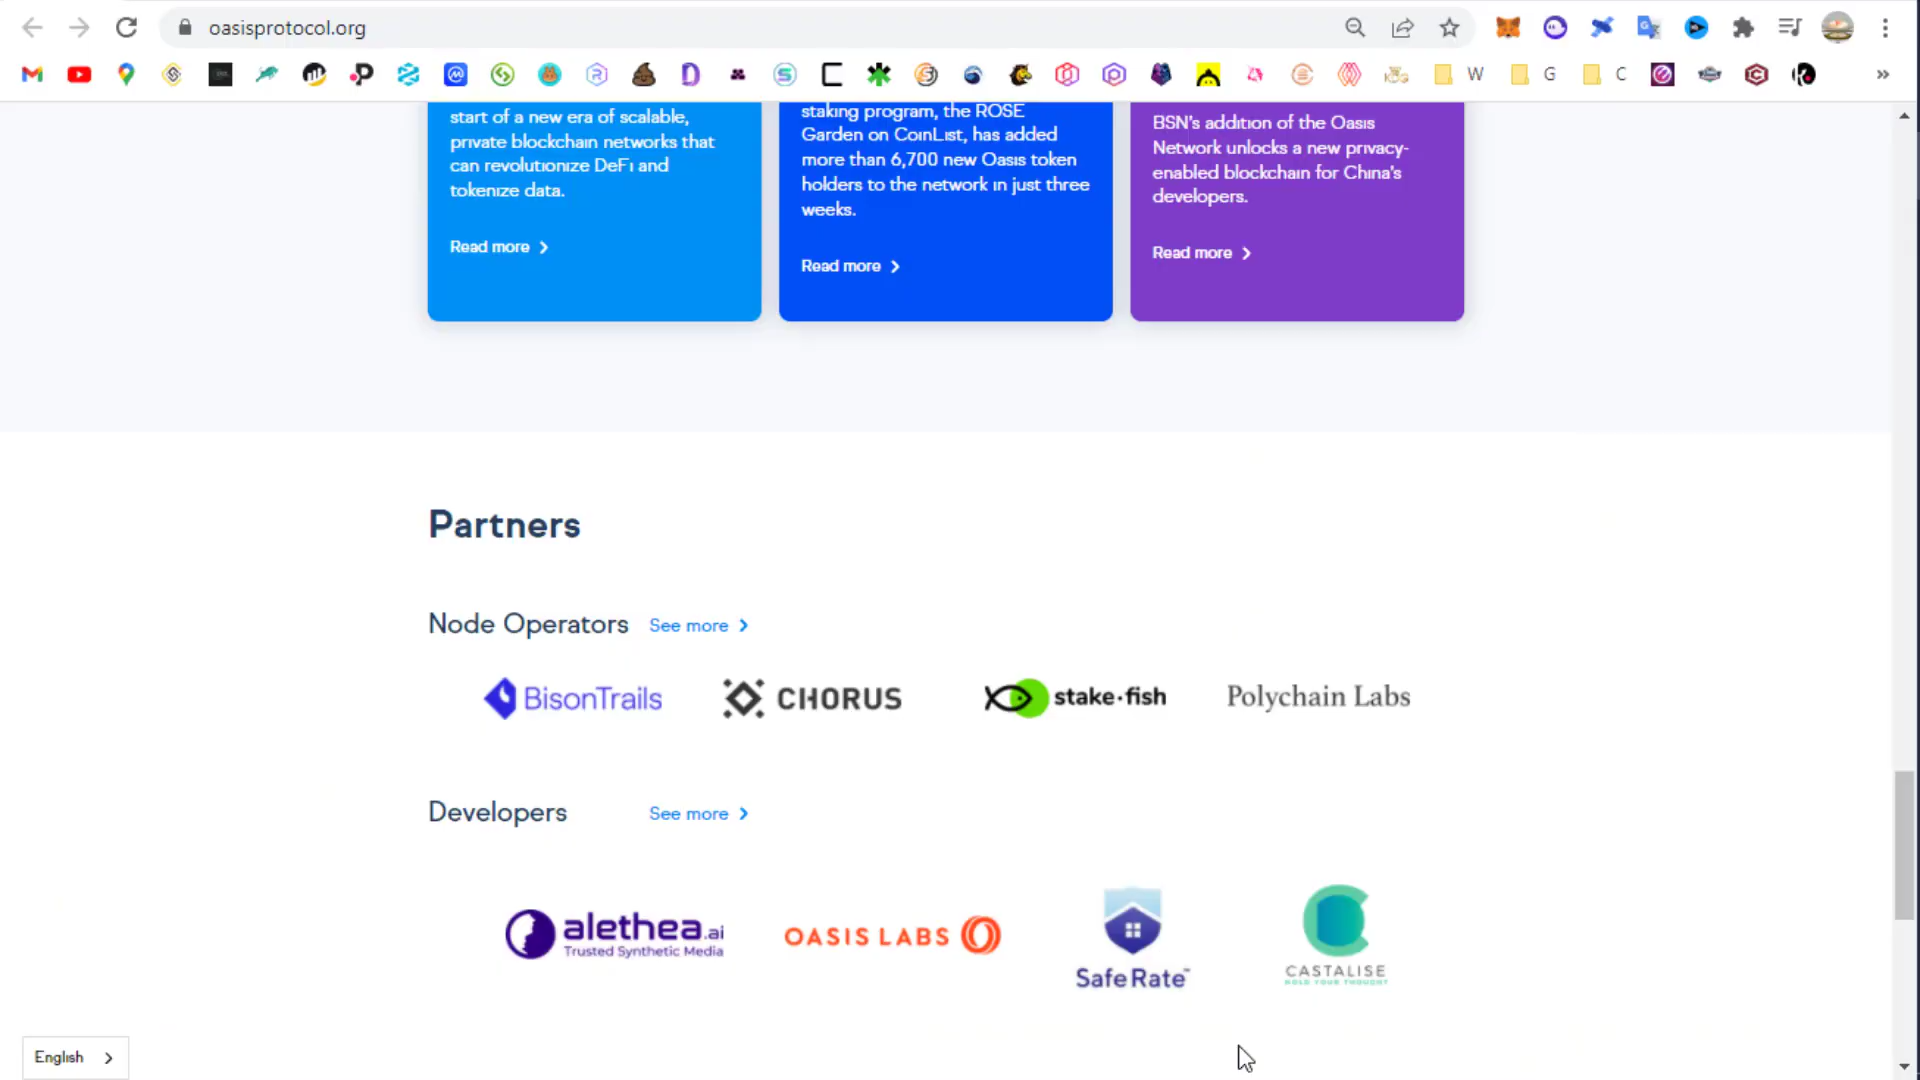 oasisprotocol.org
W
G
C
start of a new era of scalable,
private blockchain networks that
can revolutionize DeFi and
tokenize data.
Read more
staking program, the ROSE
Garden on CoinList, has added
more than 6,700 new Oasis token
holders to the network in just three
weeks.
Read more
BSN's addition of the Oasis
Network unlocks a new privacy-
enabled blockchain for China's
developers.
Read more
Partners
Node Operators See more
BisonTrails
CHORUS
stake·fish
Polychain Labs
Developers See more
alethea.ai
Trusted Synthetic Media
OASIS LABS
SafeRate™
CASTALISE
HOLD YOUR THOUGHT
English